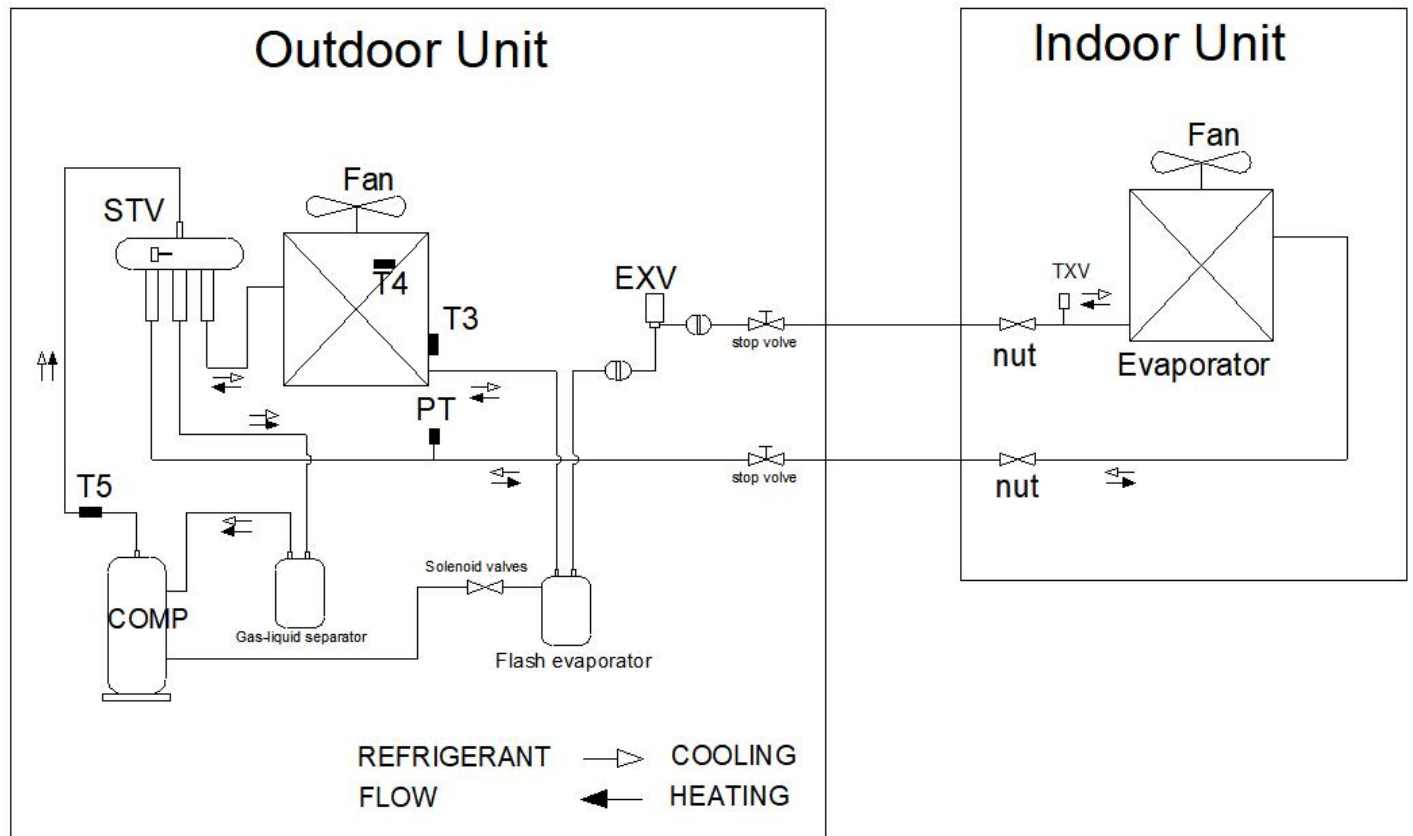 Outdoor Unit
Indoor Unit
Fan
Fan
STV
T4
EXV
TXV
T3
stop volve
nut
Evaporator
PT
stop volve
nut
T5
Solenoid valves
COMP
Gas-liquid separator
Flash evaporator
REFRIGERANT COOLING
FLOW HEATING